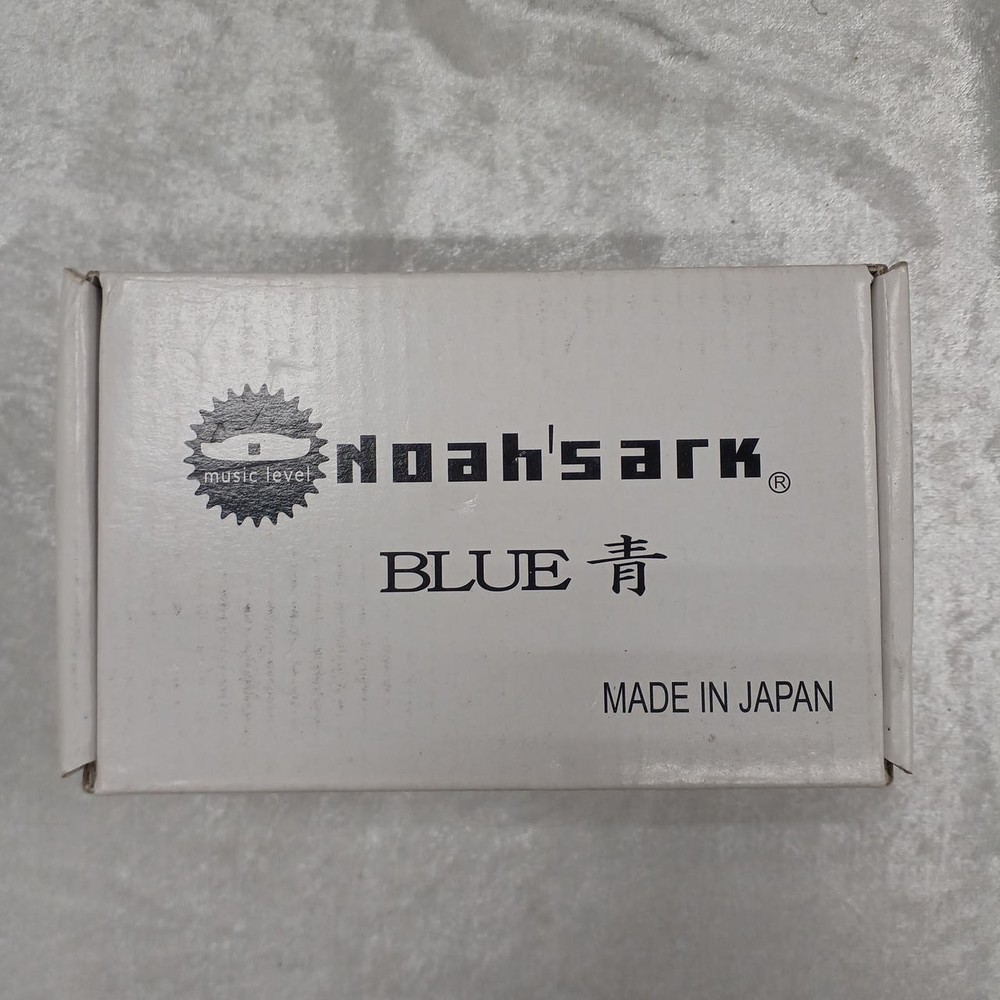 music level
Noah'sark®
BLUE 青
MADE IN JAPAN